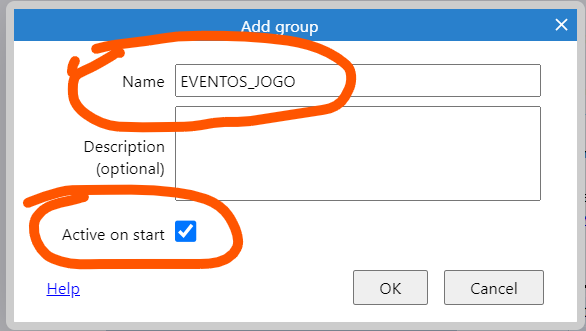 Add group
Name EVENTOS_JOGO
Description
(optional)
Active on start
Help OK Cancel